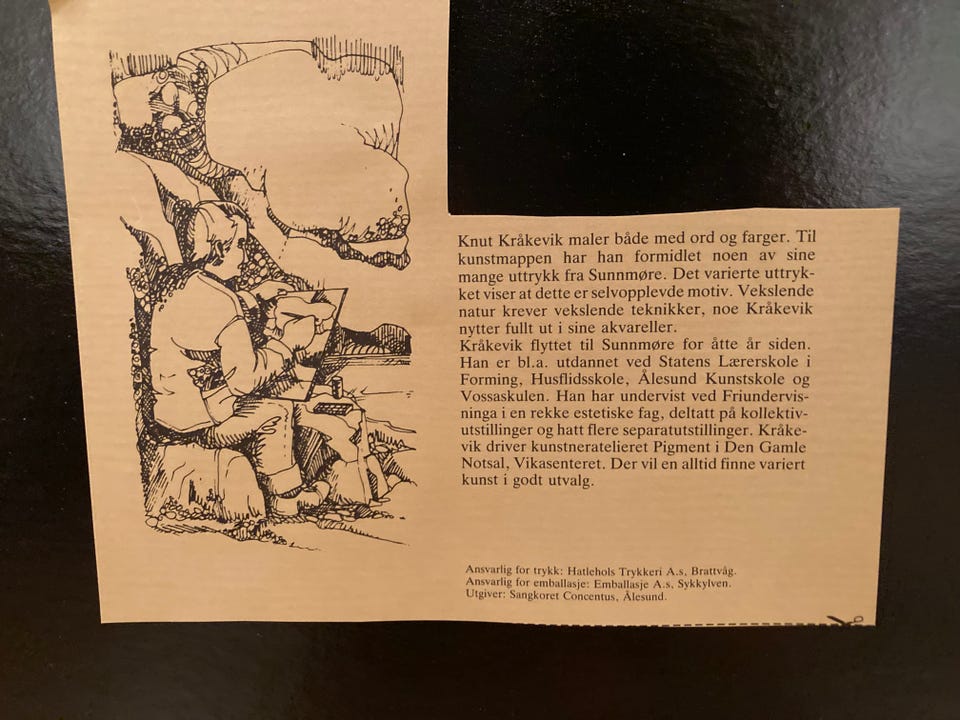 Knut Kråkevik maler både med ord og farger. Til
kunstmappen har han formidlet noen av sine
mange uttrykk fra Sunnmøre. Det varierte uttryk-
ket viser at dette er selvopplevde motiv. Vekslende
natur krever vekslende teknikker, noe Kråkevik
nytter fullt ut i sine akvareller.
Kråkevik flyttet til Sunnmøre for åtte år siden.
Han er bl.a. utdannet ved Statens Lærerskole i
Forming, Husflidsskole, Ålesund Kunstskole og
Vossaskulen. Han har undervist ved Friundervis-
ninga i en rekke estetiske fag, deltatt på kollektiv-
utstillinger og hatt flere separatutstillinger. Kråke-
vik driver kunstneratelieret Pigment i Den Gamle
Notsal, Vikasenteret. Der vil en alltid finne variert
kunst i godt utvalg.
Ansvarlig for trykk: Hatlehols Trykkeri A.s, Brattvåg.
Ansvarlig for emballasje: Emballasje A.s, Sykkylven.
Utgiver: Sangkoret Concentus, Ålesund.